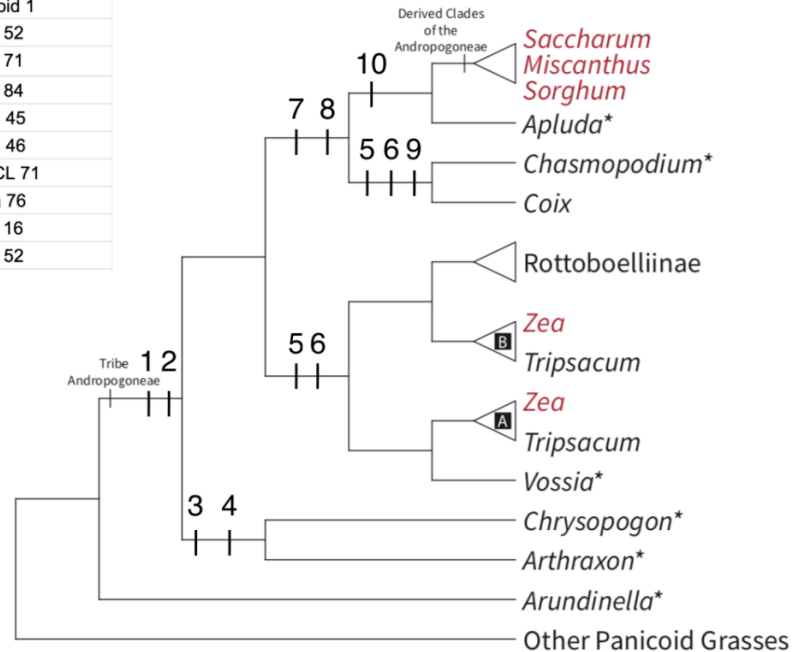 oid 1
52
71
84
45
46
CL 71
76
16
52
Derived Clades
of the
Andropogoneae
Saccharum
Miscanthus
Sorghum
10
Apluda*
7 8
5 6 9
Chasmopodium*
Coix
Rottoboelliinae
5 6
Zea
B
Tripsacum
Tribe
Andropogoneae
1 2
Zea
A
Tripsacum
Vossia*
3 4
Chrysopogon*
Arthraxon*
Arundinella*
Other Panicoid Grasses